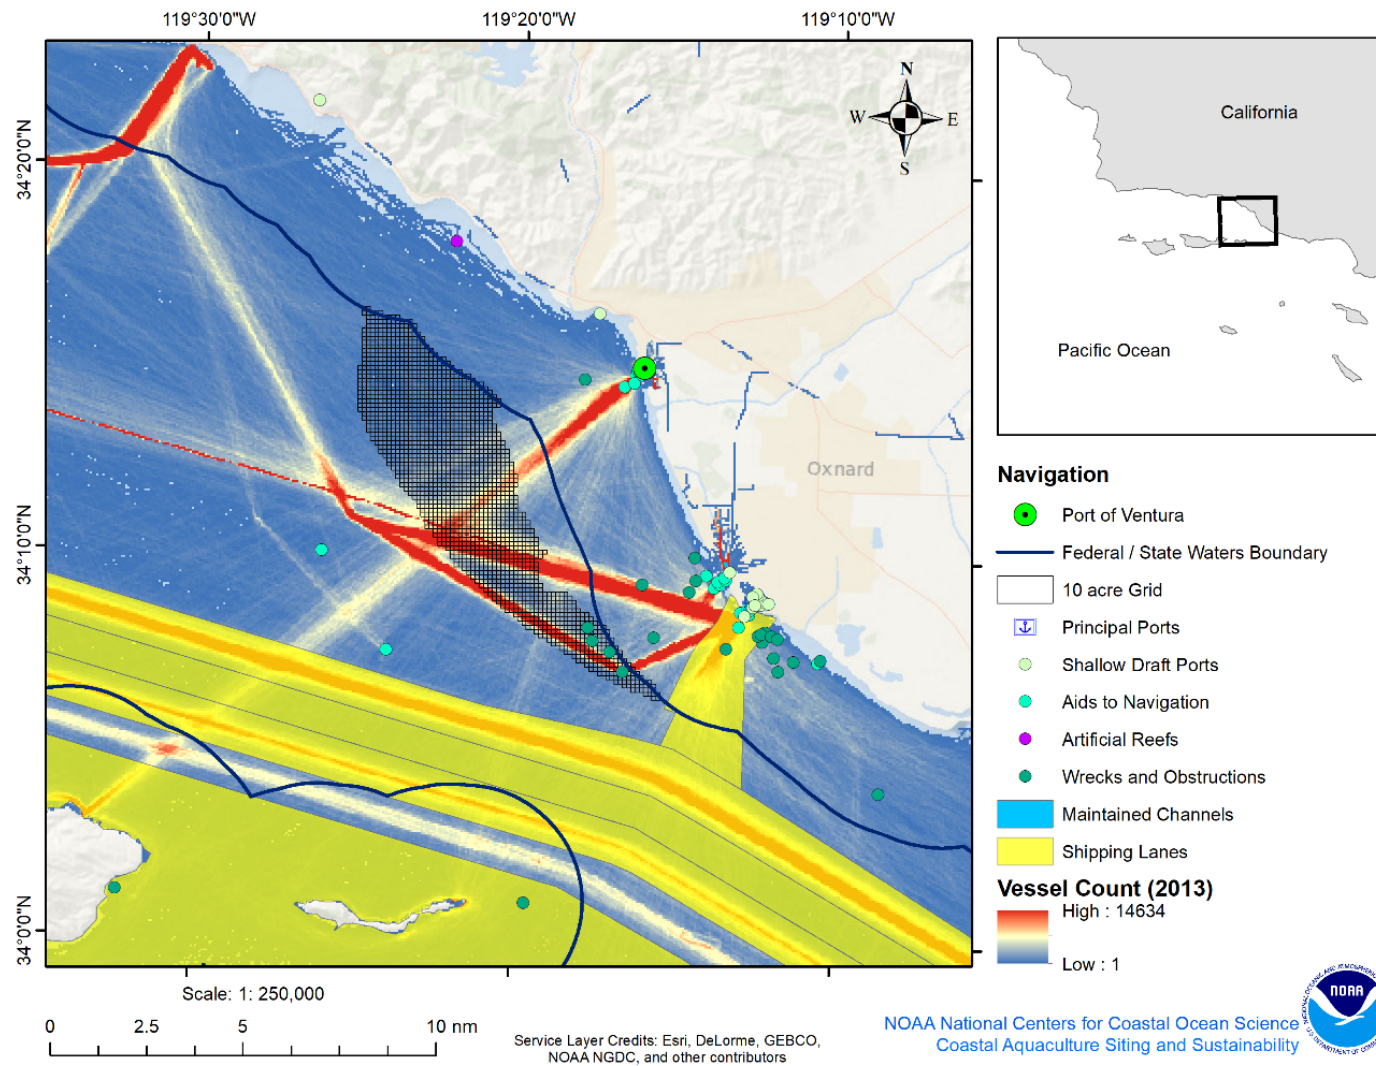 119°30'0"W
119°20'0"W
119°10'0"W
34°20'0"N
34°10'0"N
34°0'0"N
N
W
E
S
Oxnard
California
Pacific Ocean
Navigation
Port of Ventura
Federal / State Waters Boundary
10 acre Grid
Principal Ports
Shallow Draft Ports
Aids to Navigation
Artificial Reefs
Wrecks and Obstructions
Maintained Channels
Shipping Lanes
Vessel Count (2013)
High : 14634
Low : 1
Scale: 1: 250,000
0 2.5 5 10 nm
Service Layer Credits: Esri, DeLorme, GEBCO,
NOAA NGDC, and other contributors
NOAA National Centers for Coastal Ocean Science
Coastal Aquaculture Siting and Sustainability
NOAA